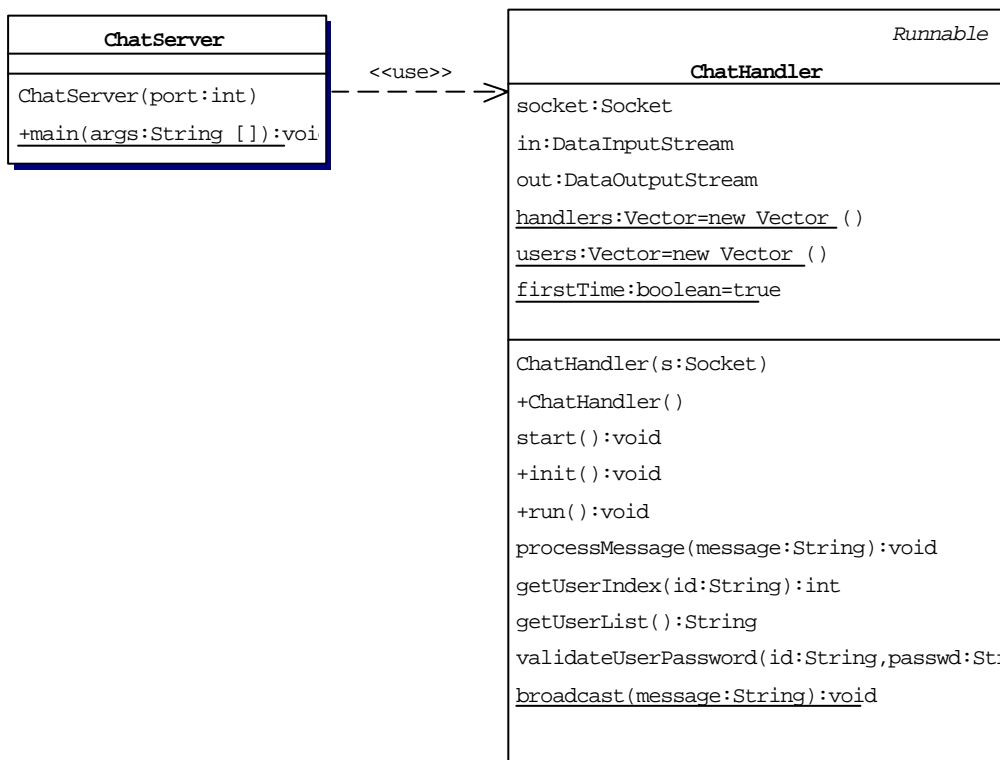 ChatServer
ChatServer(port:int)
+main(args:String []):voi
<<use>>
Runnable
ChatHandler
socket:Socket
in:DataInputStream
out:DataOutputStream
handlers:Vector=new Vector ()
users:Vector=new Vector ()
firstTime:boolean=true
ChatHandler(s:Socket)
+ChatHandler()
start():void
+init():void
+run():void
processMessage(message:String):void
getUserIndex(id:String):int
getUserList():String
validateUserPassword(id:String,passwd:Str
broadcast(message:String):void